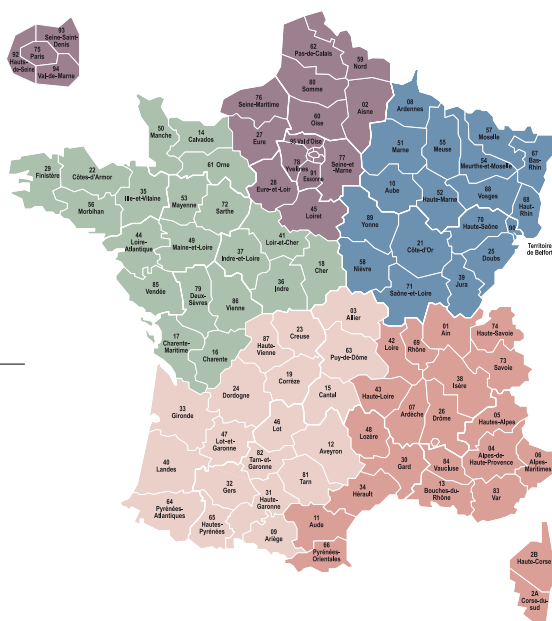 93
Seine-Saint-
Denis
92
Hauts-
de-Seine
75
Paris
94
Val-de-Marne
62
Pas-de-Calais
59
Nord
80
Somme
76
Seine-Maritime
02
Aisne
60
Oise
27
Eure
95 Val d'Oise
78
Yvelines
91
Essonne
77
Seine-et
-Marne
28
Eure-et-Loir
45
Loiret
08
Ardennes
51
Marne
55
Meuse
57
Moselle
54
Meurthe-et-Moselle
67
Bas-
Rhin
10
Aube
52
Haute-Marne
88
Vosges
68
Haut-
Rhin
89
Yonne
70
Haute-Saône
90
Territoire
de Belfort
21
Côte-d'Or
25
Doubs
58
Nièvre
39
Jura
71
Saône-et-Loire
50
Manche
14
Calvados
61 Orne
29
Finistère
22
Côtes-d'Armor
56
Morbihan
35
Ille-et-Vilaine
53
Mayenne
72
Sarthe
44
Loire-
Atlantique
49
Maine-et-Loire
37
Indre-et-Loire
41
Loir-et-Cher
18
Cher
36
Indre
85
Vendée
79
Deux-
Sèvres
86
Vienne
17
Charente-
Maritime
16
Charente
03
Allier
23
Creuse
87
Haute-
Vienne
63
Puy-de-Dôme
19
Corrèze
15
Cantal
24
Dordogne
33
Gironde
46
Lot
47
Lot-et-
Garonne
82
Tarn-et-
Garonne
12
Aveyron
40
Landes
32
Gers
81
Tarn
31
Haute-
Garonne
64
Pyrénées-
Atlantiques
65
Hautes-
Pyrénées
09
Ariège
42
Loire
69
Rhône
01
Ain
74
Haute-Savoie
73
Savoie
38
Isère
43
Haute-Loire
07
Ardèche
26
Drôme
05
Hautes-Alpes
48
Lozère
30
Gard
84
Vaucluse
04
Alpes-de
Haute-Provence
06
Alpes-
Maritimes
34
Hérault
13
Bouches-du-
Rhône
83
Var
11
Aude
66
Pyrénées-
Orientales
2B
Haute-Corse
2A
Corse-du-
sud